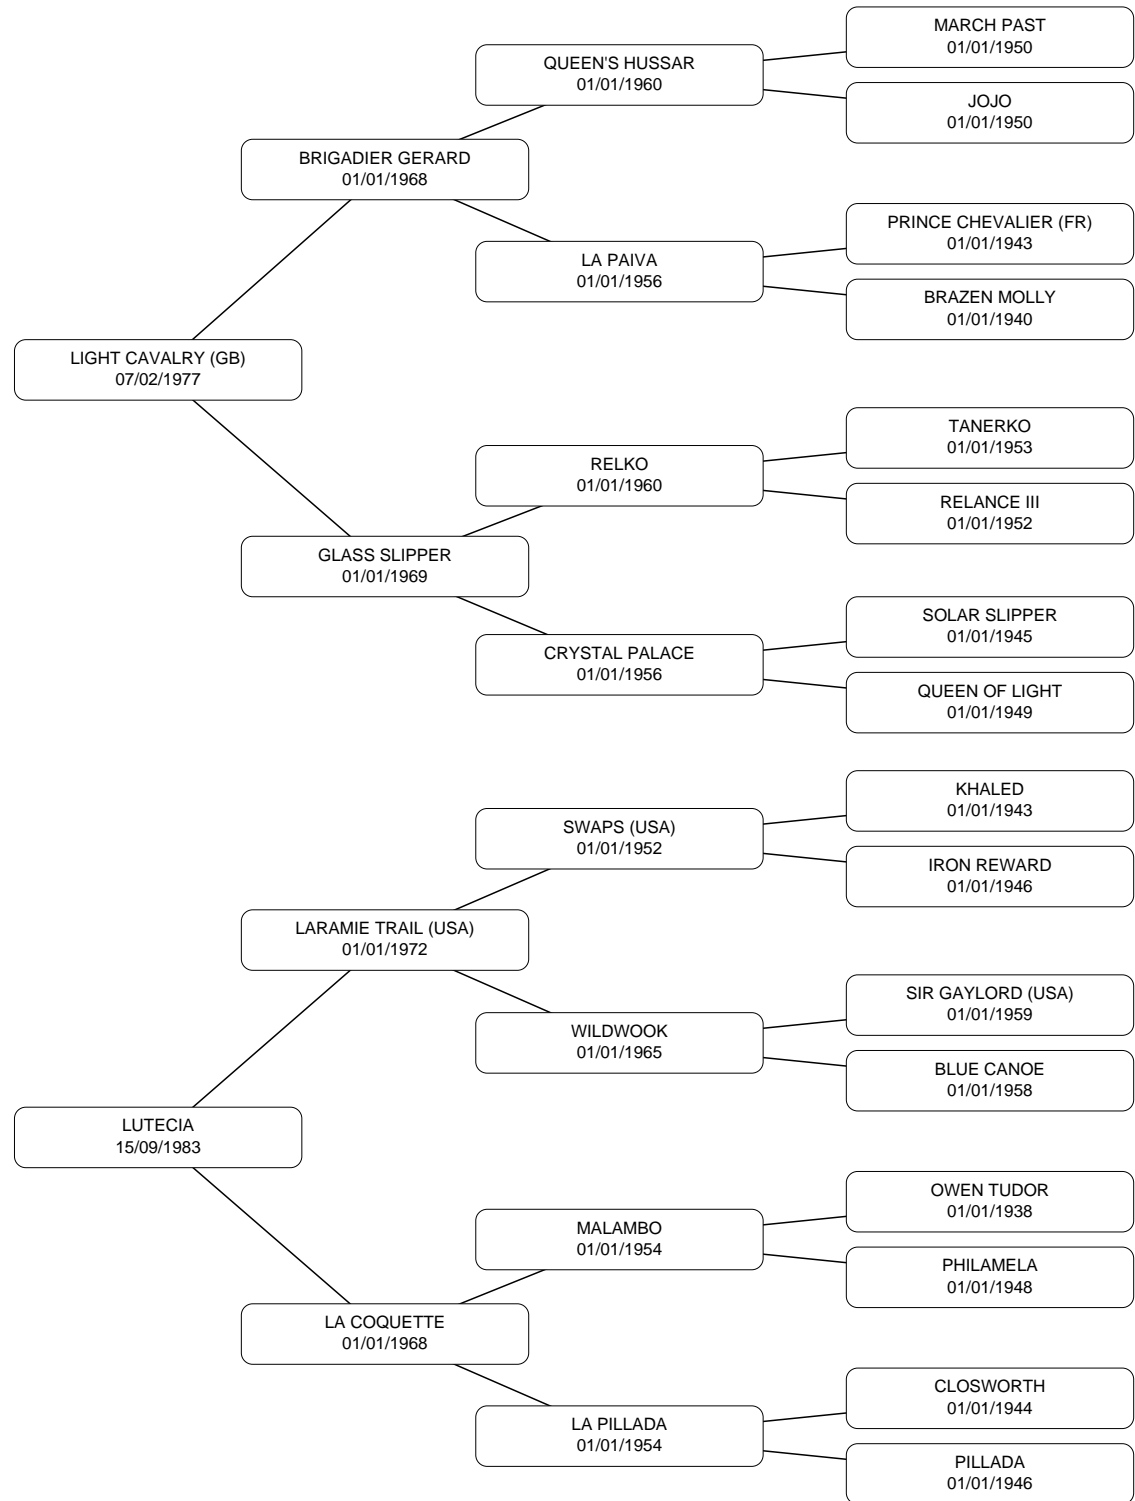 MARCH PAST
01/01/1950
QUEEN'S HUSSAR
01/01/1960
JOJO
01/01/1950
BRIGADIER GERARD
01/01/1968
PRINCE CHEVALIER (FR)
01/01/1943
LA PAIVA
01/01/1956
BRAZEN MOLLY
01/01/1940
LIGHT CAVALRY (GB)
07/02/1977
TANERKO
01/01/1953
RELKO
01/01/1960
RELANCE III
01/01/1952
GLASS SLIPPER
01/01/1969
SOLAR SLIPPER
01/01/1945
CRYSTAL PALACE
01/01/1956
QUEEN OF LIGHT
01/01/1949
KHALED
01/01/1943
SWAPS (USA)
01/01/1952
IRON REWARD
01/01/1946
LARAMIE TRAIL (USA)
01/01/1972
SIR GAYLORD (USA)
01/01/1959
WILDWOOK
01/01/1965
BLUE CANOE
01/01/1958
LUTECIA
15/09/1983
OWEN TUDOR
01/01/1938
MALAMBO
01/01/1954
PHILAMELA
01/01/1948
LA COQUETTE
01/01/1968
CLOSWORTH
01/01/1944
LA PILLADA
01/01/1954
PILLADA
01/01/1946